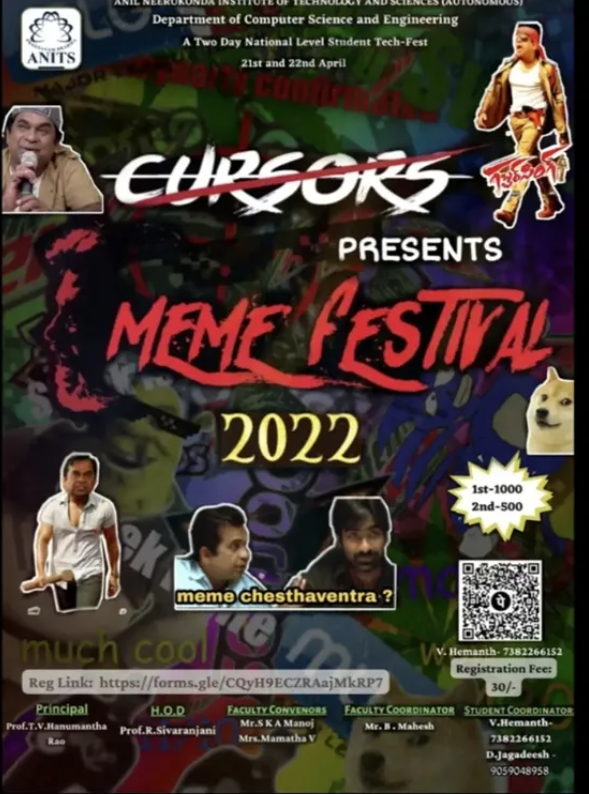 ANIL NEERUKONDA INSTITUTE OF TECHNOLOGY AND SCIENCES (AUTONOMOUS)
Department of Computer Science and Engineering
A Two Day National Level Student Tech-Fest
21st and 22nd April
ANITS
గబ్బర్ సింగ్
CURSORS
PRESENTS
MEME FESTIVAL
2022
1st-1000
2nd-500
meme chesthaventra ?
much cool
V. Hemanth- 7382266152
Registration Fee:
30/-
Reg Link: https://forms.gle/CQyH9ECZRAajMkRP7
Principal
Prof.T.V.Hanumantha
Rao
H.O.D
Prof.R.Sivaranjani
FACULTY CONVENORS
Mr.S K A Manoj
Mrs.Mamatha V
FACULTY COORDINATOR
Mr. B . Mahesh
STUDENT COORDINATOR
V.Hemanth-
7382266152
D.Jagadeesh -
9059048958